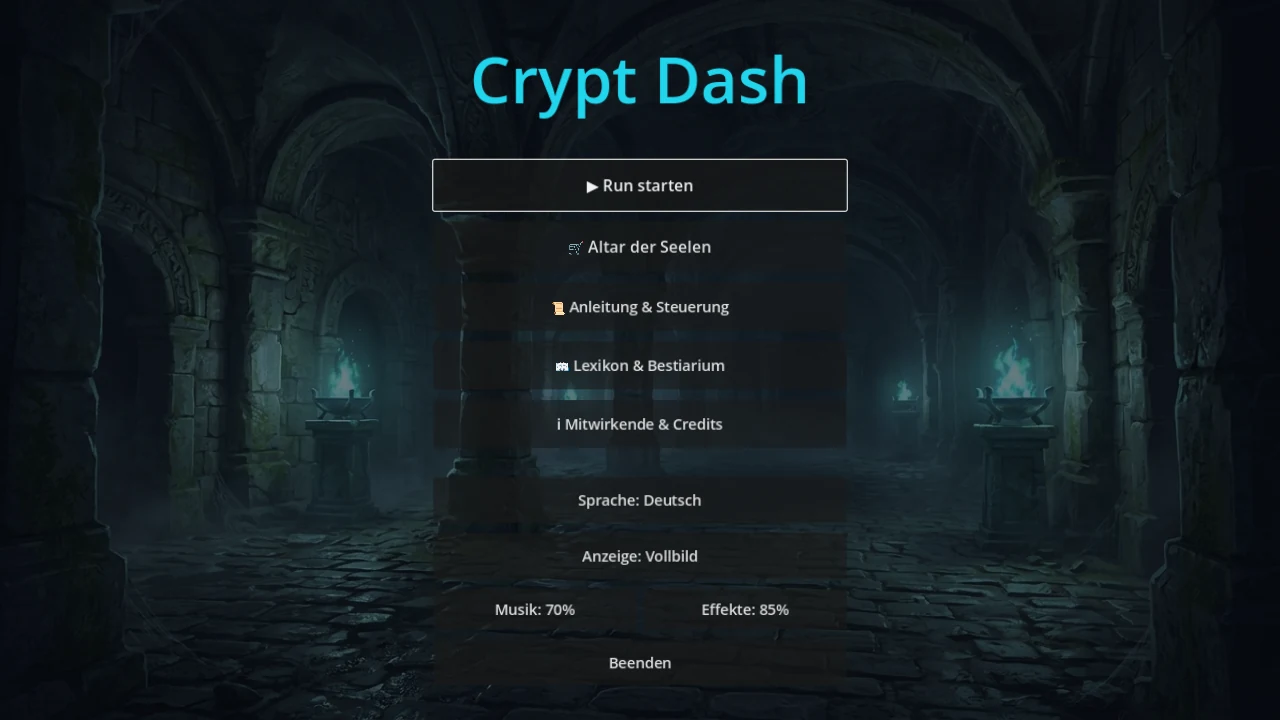 Crypt Dash
▶ Run starten
🛒 Altar der Seelen
📜 Anleitung & Steuerung
📖 Lexikon & Bestiarium
ℹ Mitwirkende & Credits
Sprache: Deutsch
Anzeige: Vollbild
Musik: 70% Effekte: 85%
Beenden